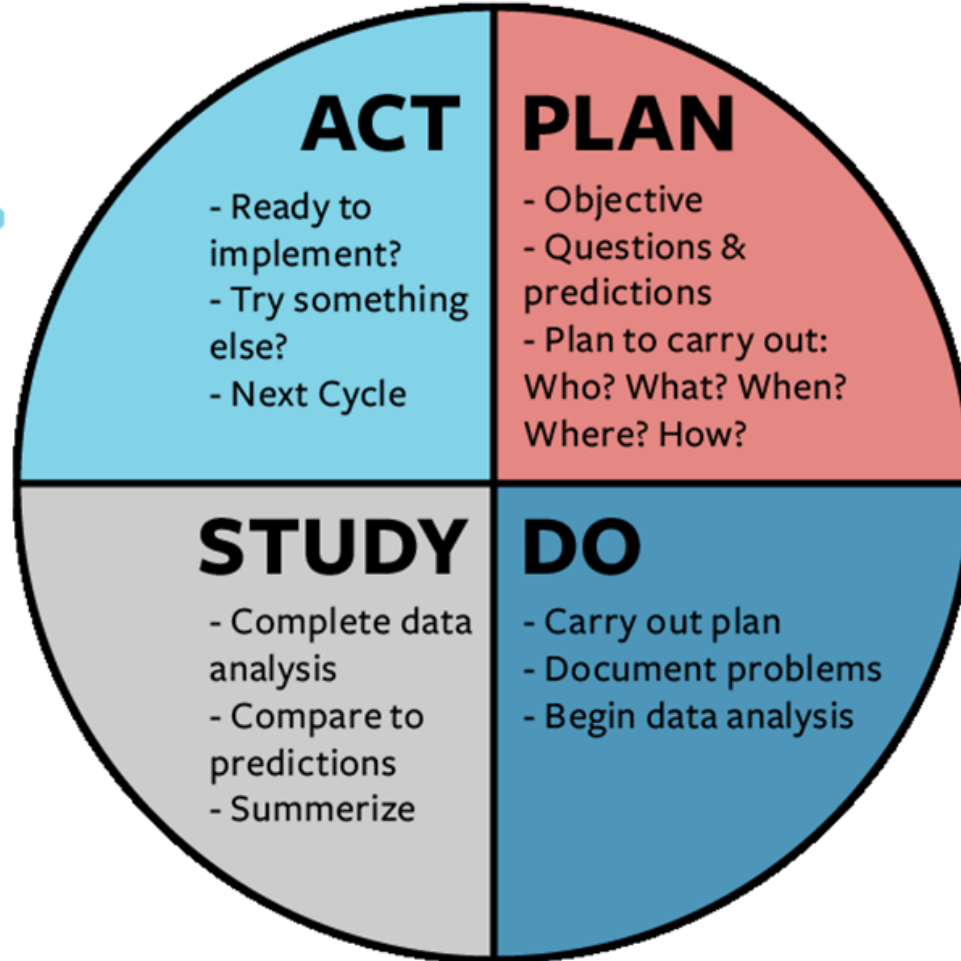 ACT
- Ready to
implement?
- Try something
else?
- Next Cycle
PLAN
- Objective
- Questions &
predictions
- Plan to carry out:
Who? What? When?
Where? How?
STUDY
- Complete data
analysis
- Compare to
predictions
- Summerize
DO
- Carry out plan
- Document problems
- Begin data analysis